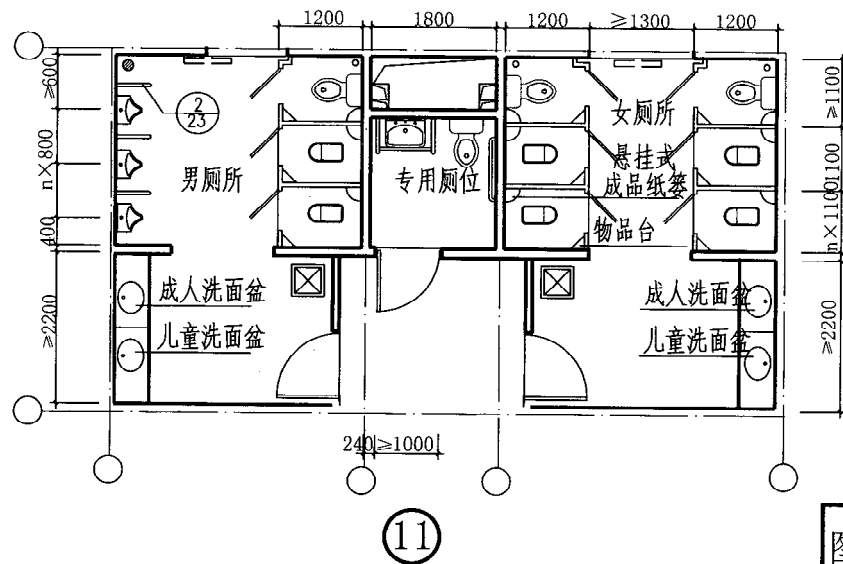 1200
1800
1200
≥1300
1200
≥600
n×800
400
≥2200
2
23
男厕所
专用厕位
女厕所
悬挂式
成品纸篓
物品台
≥1100
1100
n×1100
≥2200
成人洗面盆
儿童洗面盆
成人洗面盆
儿童洗面盆
240
≥1000
11